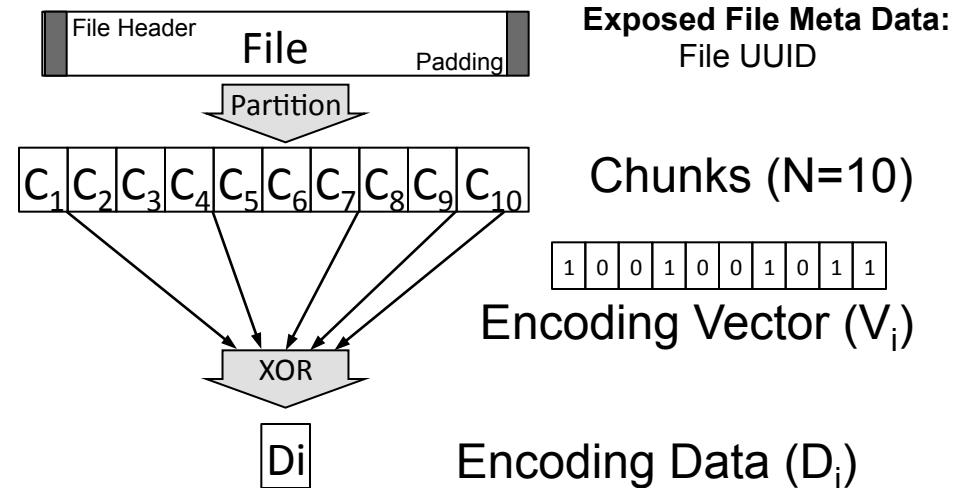 File Header
File
Padding
Exposed File Meta Data:
File UUID
Partition
C1 C2 C3 C4 C5 C6 C7 C8 C9 C10
Chunks (N=10)
1 0 0 1 0 0 1 0 1 1
Encoding Vector (Vi)
XOR
Di
Encoding Data (Di)